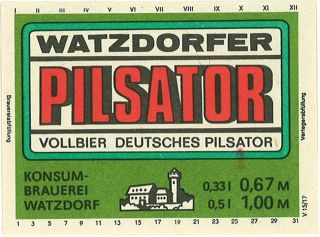 I II III IV V VI VII VIII IX X XI XII
WATZDORFER
PILSATOR
VOLLBIER DEUTSCHES PILSATOR
Brauereiabfüllung
Verlegerabfüllung
KONSUM-
BRAUEREI
WATZDORF
0,33 l 0,67 M
0,5 l 1,00 M
V 15/17
1 3 5 7 9 11 13 15 17 19 21 23 25 27 29 31